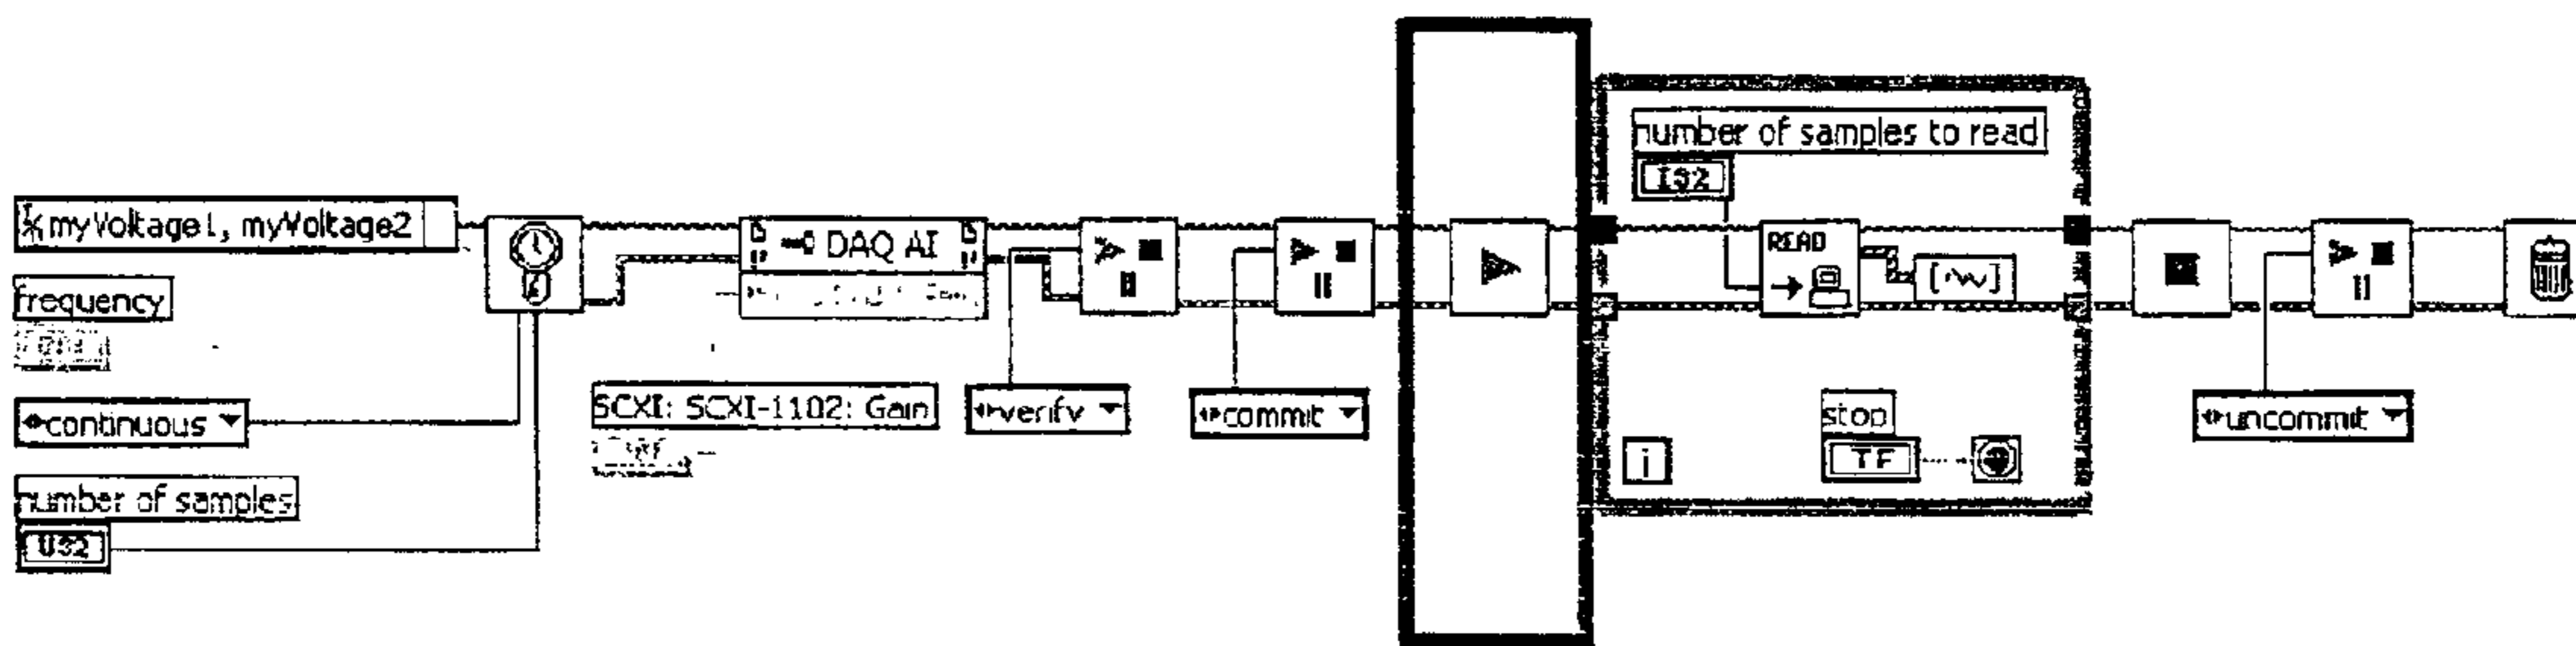 myVoltage1, myVoltage2
frequency
continuous
number of samples
U32
DAQ AI
SCXI: SCXI-1102: Gain
verify
commit
number of samples to read
I32
READ
stop
TF
i
uncommit